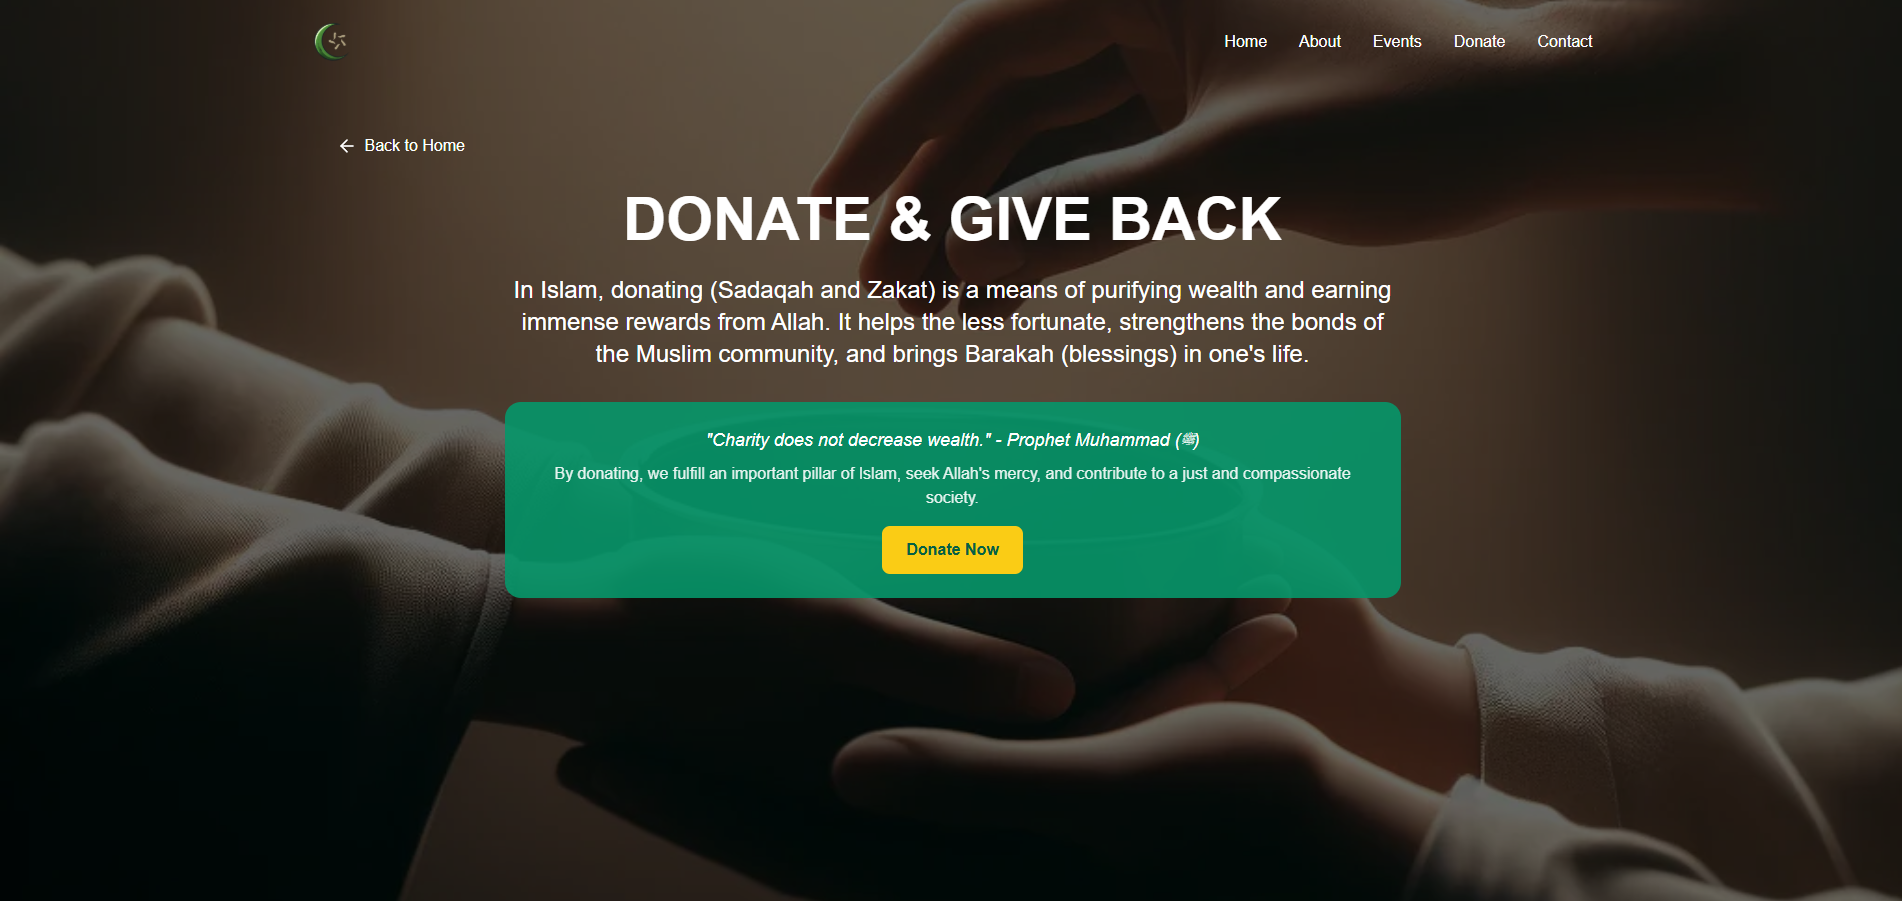 Home About Events Donate Contact
← Back to Home
DONATE & GIVE BACK
In Islam, donating (Sadaqah and Zakat) is a means of purifying wealth and earning
immense rewards from Allah. It helps the less fortunate, strengthens the bonds of
the Muslim community, and brings Barakah (blessings) in one's life.
"Charity does not decrease wealth." - Prophet Muhammad (ﷺ)
By donating, we fulfill an important pillar of Islam, seek Allah's mercy, and contribute to a just and compassionate
society.
Donate Now